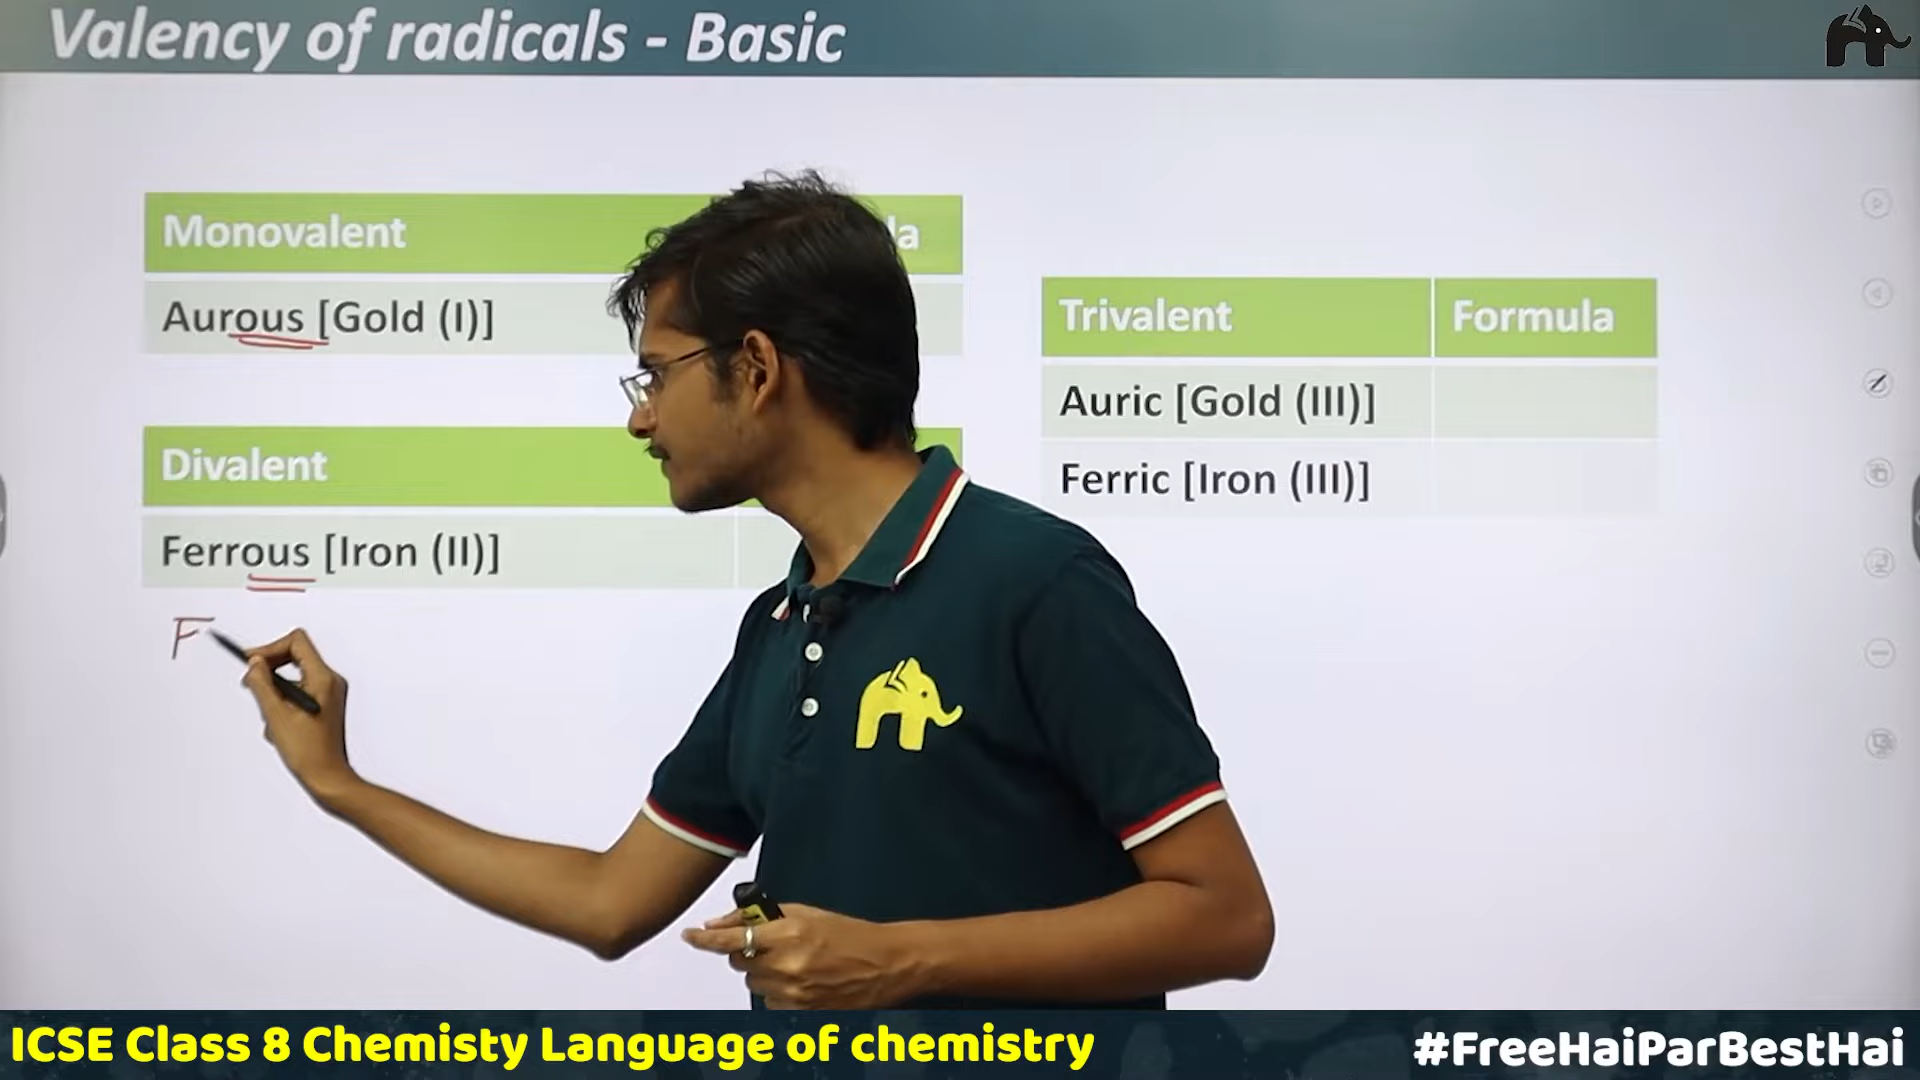 Valency of radicals - Basic
Monovalent
la
Aurous [Gold (I)]
Divalent
Ferrous [Iron (II)]
F
Trivalent Formula
Auric [Gold (III)]
Ferric [Iron (III)]
ICSE Class 8 Chemisty Language of chemistry
#FreeHaiParBestHai